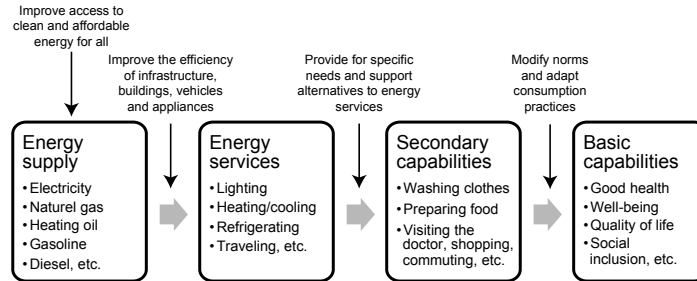 Improve access to
clean and affordable
energy for all
Improve the efficiency
of infrastructure,
buildings, vehicles
and appliances
Provide for specific
needs and support
alternatives to energy
services
Modify norms
and adapt
consumption
practices
Energy
supply
•Electricity
•Naturel gas
•Heating oil
•Gasoline
•Diesel, etc.
Energy
services
•Lighting
•Heating/cooling
•Refrigerating
•Traveling, etc.
Secondary
capabilities
•Washing clothes
•Preparing food
•Visiting the
doctor, shopping,
commuting, etc.
Basic
capabilities
•Good health
•Well-being
•Quality of life
•Social
inclusion, etc.